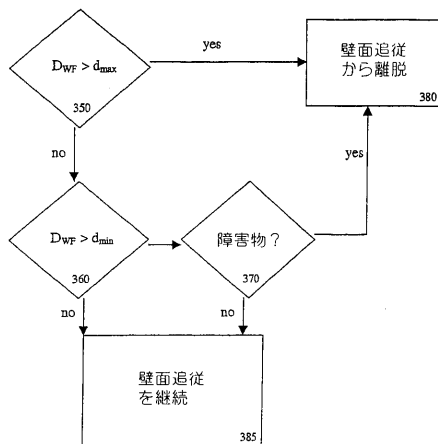 D_WF > d_max
350
yes
壁面追従
から離脱
380
no
yes
D_WF > d_min
360
障害物？
370
no
no
壁面追従
を継続
385